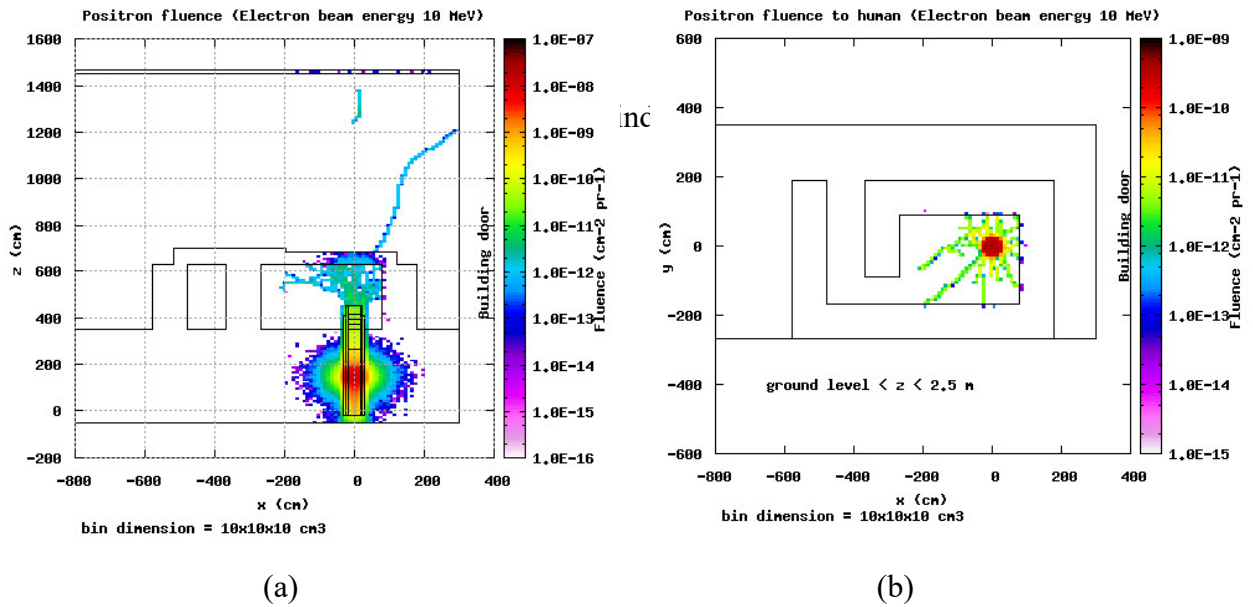 Positron fluence (Electron beam energy 10 MeV)
1600
1400
1200
1000
800
600
400
200
0
-200
z (cm)
-800 -600 -400 -200 0 200 400
x (cm)
bin dimension = 10x10x10 cm3
Building door
1.0E-07
1.0E-08
1.0E-09
1.0E-10
1.0E-11
1.0E-12
1.0E-13
1.0E-14
1.0E-15
1.0E-16
Fluence (cm-2 pr-1)
(a)
Positron fluence to human (Electron beam energy 10 MeV)
600
400
200
0
-200
-400
-600
y (cm)
ground level < z < 2.5 m
-800 -600 -400 -200 0 200 400
x (cm)
bin dimension = 10x10x10 cm3
Building door
1.0E-09
1.0E-10
1.0E-11
1.0E-12
1.0E-13
1.0E-14
1.0E-15
Fluence (cm-2 pr-1)
(b)